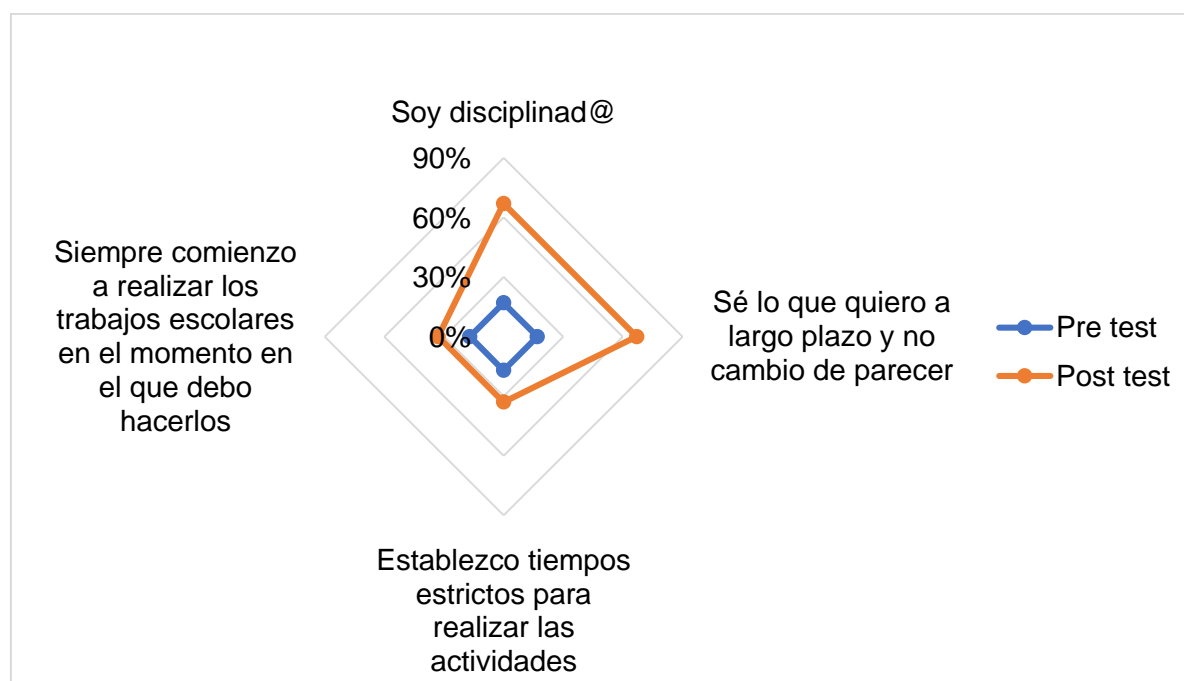 Soy disciplinad@
90%
60%
30%
0%
Siempre comienzo
a realizar los
trabajos escolares
en el momento en
el que debo
hacerlos
Sé lo que quiero a
largo plazo y no
cambio de parecer
Pre test
Post test
Establezco tiempos
estrictos para
realizar las
actividades